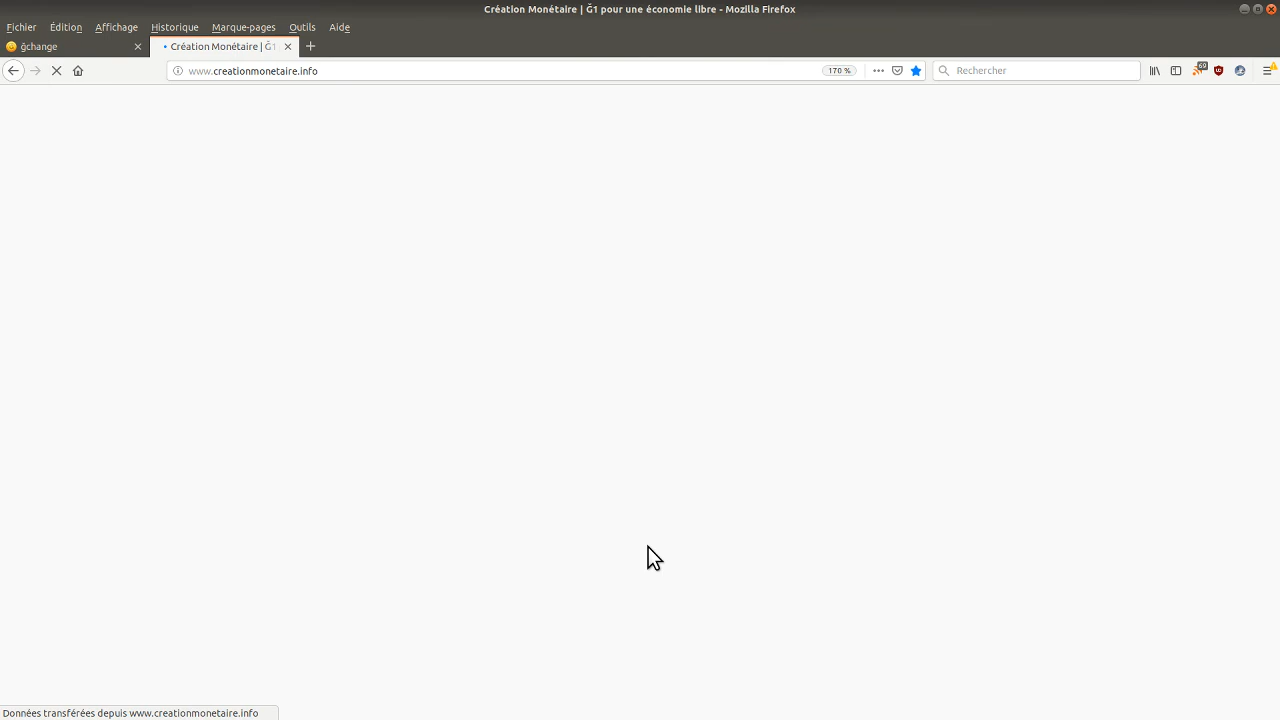 Création Monétaire | Ğ1 pour une économie libre - Mozilla Firefox
Fichier Édition Affichage Historique Marque-pages Outils Aide
ğchange Création Monétaire | Ğ1
www.creationmonetaire.info 170 % Rechercher 69
Données transférées depuis www.creationmonetaire.info